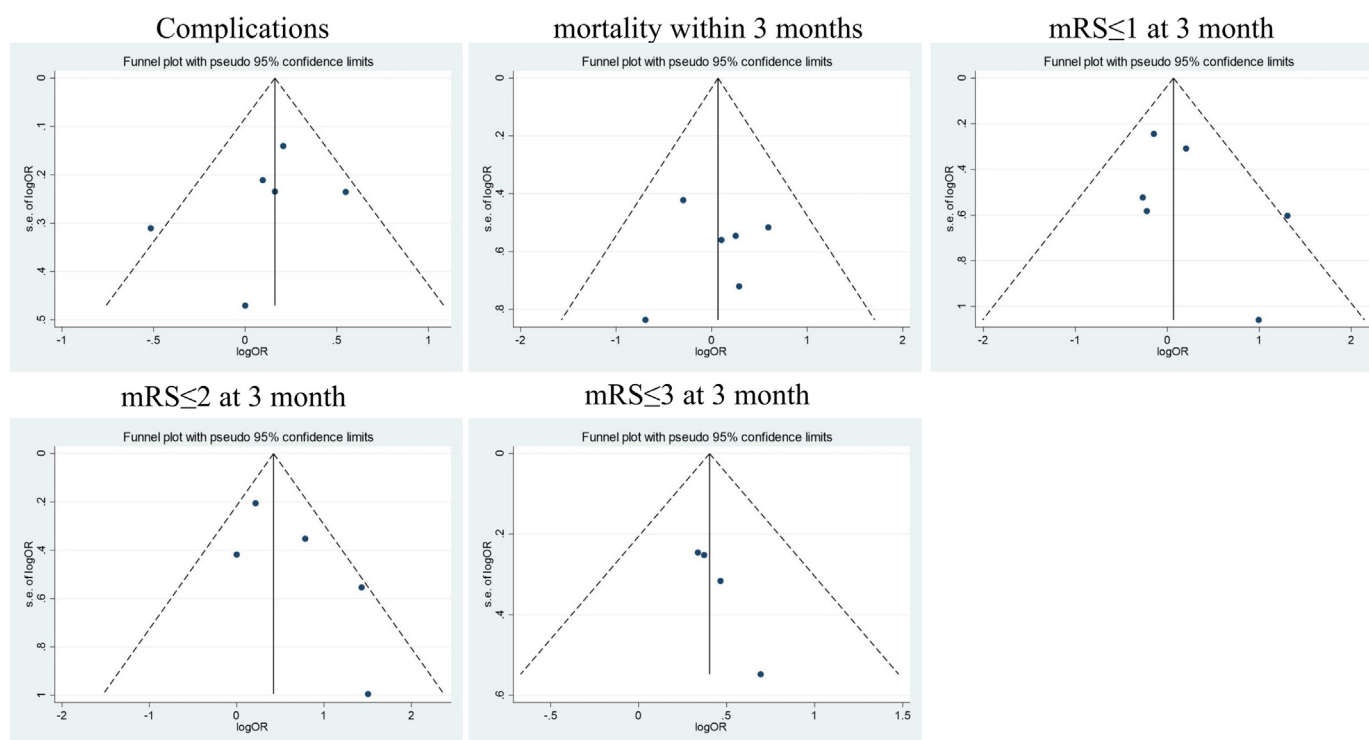 Complications
Funnel plot with pseudo 95% confidence limits
s.e. of logOR
0
.1
.2
.3
.4
.5
-1
-.5
0
.5
1
logOR
mortality within 3 months
Funnel plot with pseudo 95% confidence limits
s.e. of logOR
0
.2
.4
.6
.8
-2
-1
0
1
2
logOR
mRS≤1 at 3 month
Funnel plot with pseudo 95% confidence limits
s.e. of logOR
0
.2
.4
.6
.8
1
-2
-1
0
1
2
logOR
mRS≤2 at 3 month
Funnel plot with pseudo 95% confidence limits
s.e. of logOR
0
.2
.4
.6
.8
1
-2
-1
0
1
2
logOR
mRS≤3 at 3 month
Funnel plot with pseudo 95% confidence limits
s.e. of logOR
0
.2
.4
.6
-.5
0
.5
1
1.5
logOR